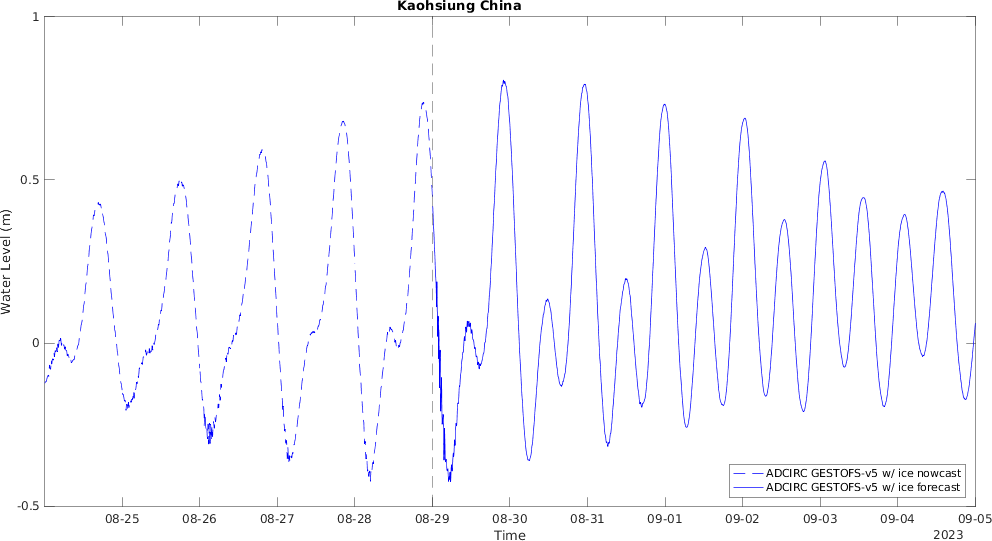 Kaohsiung China
1
0.5
0
-0.5
Water Level (m)
ADCIRC GESTOFS-v5 w/ ice nowcast
ADCIRC GESTOFS-v5 w/ ice forecast
08-25 08-26 08-27 08-28 08-29 08-30 08-31 09-01 09-02 09-03 09-04 09-05
Time
2023